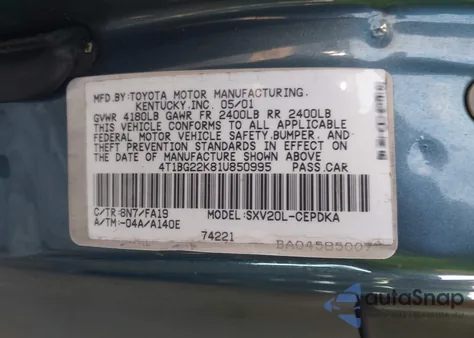 MFD.BY:TOYOTA MOTOR MANUFACTURING.
KENTUCKY.INC. 05/01
GVWR 4180LB GAWR FR 2400LB RR 2400LB
THIS VEHICLE CONFORMS TO ALL APPLICABLE
FEDERAL MOTOR VEHICLE SAFETY.BUMPER. AND
THEFT PREVENTION STANDARDS IN EFFECT ON
THE DATE OF MANUFACTURE SHOWN ABOVE.
4T1BG22K81U850995 PASS.CAR
C/TR:8N7/FA19 MODEL:SXV20L-CEPDKA
A/TM:-04A/A140E
74221
BA04585007
autoSnap